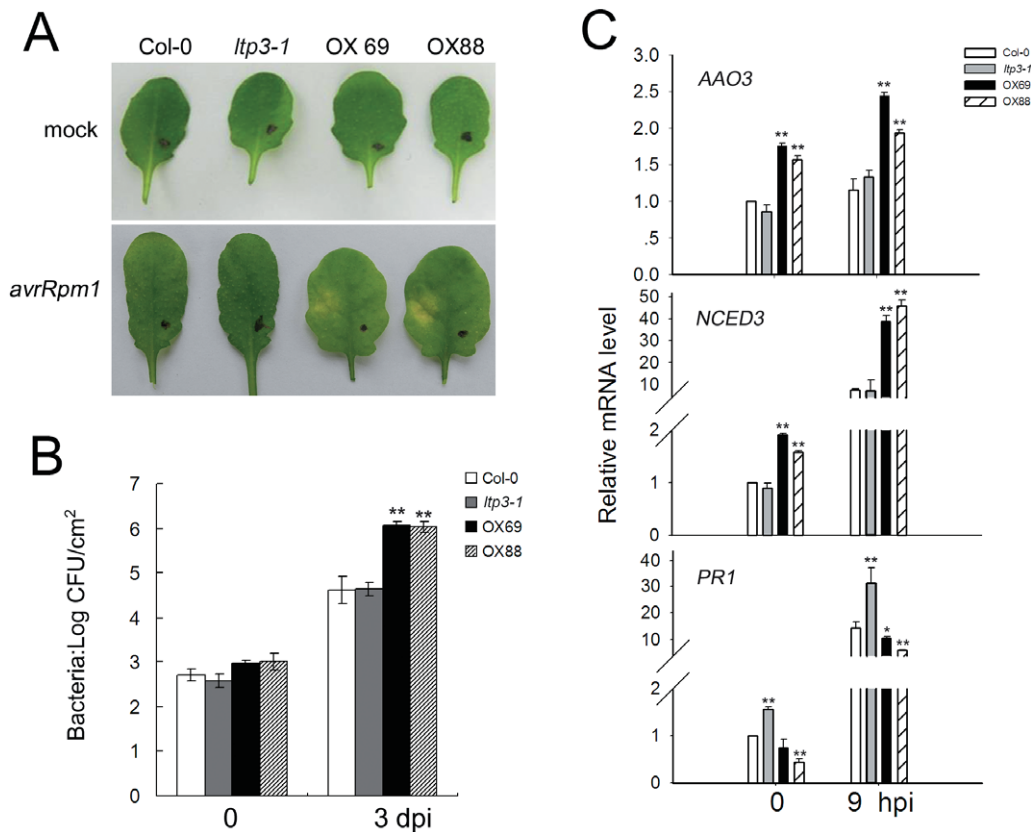 A
Col-0 ltp3-1 OX 69 OX88
mock
avrRpm1
B
Bacteria:Log CFU/cm²
7
6
5
4
3
2
1
0
** **
Col-0
ltp3-1
OX69
OX88
0 3 dpi
C
Relative mRNA level
Col-0
ltp3-1
OX69
OX88
AAO3
3.0
2.5
2.0
1.5
1.0
.5
0.0
** ** ** **
NCED3
50
40
30
20
10
2
1
0
** ** ** **
PR1
40
30
20
10
2
1
0
** ** ** * **
0 9 hpi